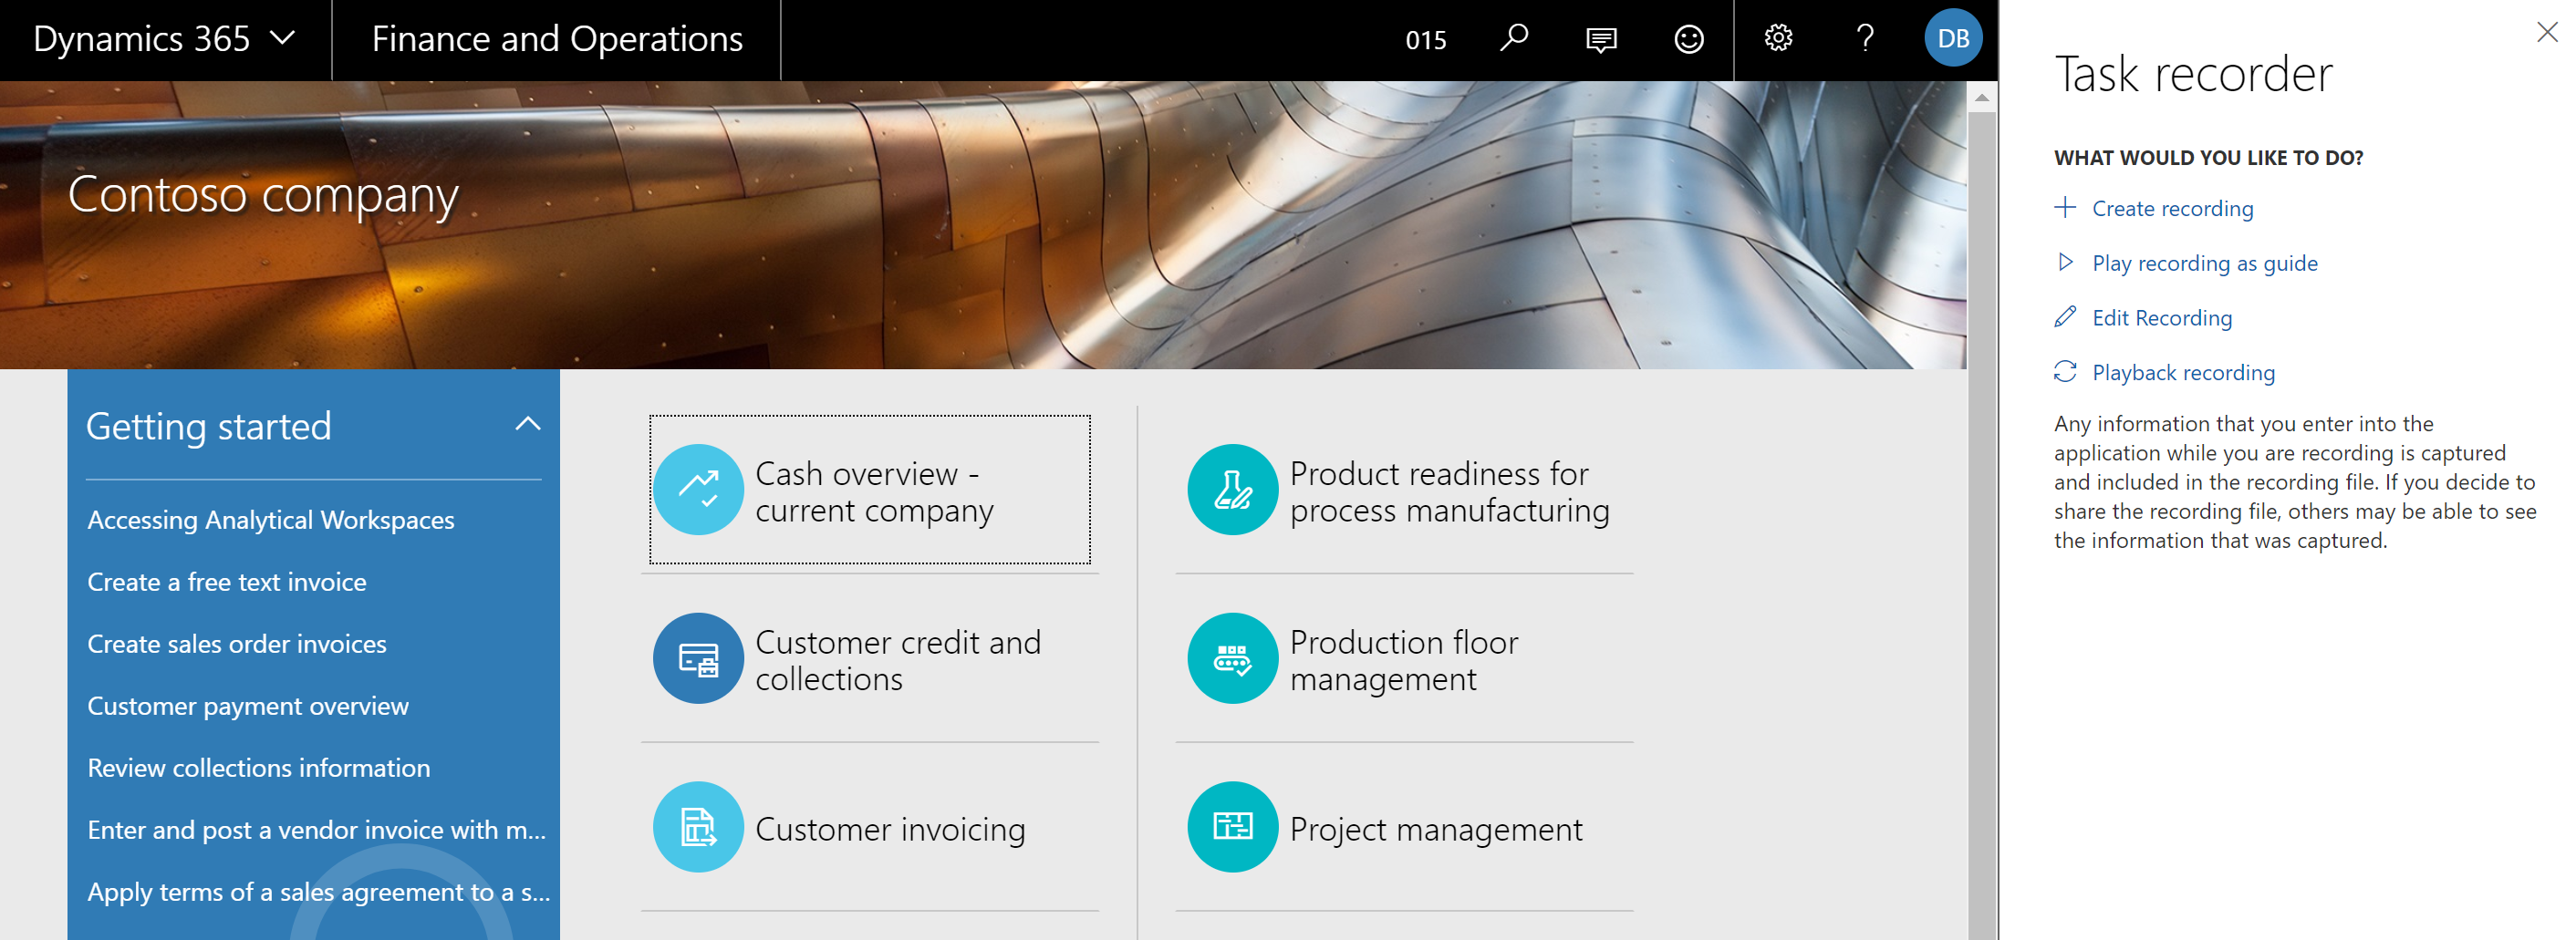 Dynamics 365
Finance and Operations
015
?
DB
Contoso company
Getting started
Accessing Analytical Workspaces
Create a free text invoice
Create sales order invoices
Customer payment overview
Review collections information
Enter and post a vendor invoice with m...
Apply terms of a sales agreement to a s...
Cash overview -
current company
Customer credit and
collections
Customer invoicing
Product readiness for
process manufacturing
Production floor
management
Project management
Task recorder
WHAT WOULD YOU LIKE TO DO?
Create recording
Play recording as guide
Edit Recording
Playback recording
Any information that you enter into the
application while you are recording is captured
and included in the recording file. If you decide to
share the recording file, others may be able to see
the information that was captured.